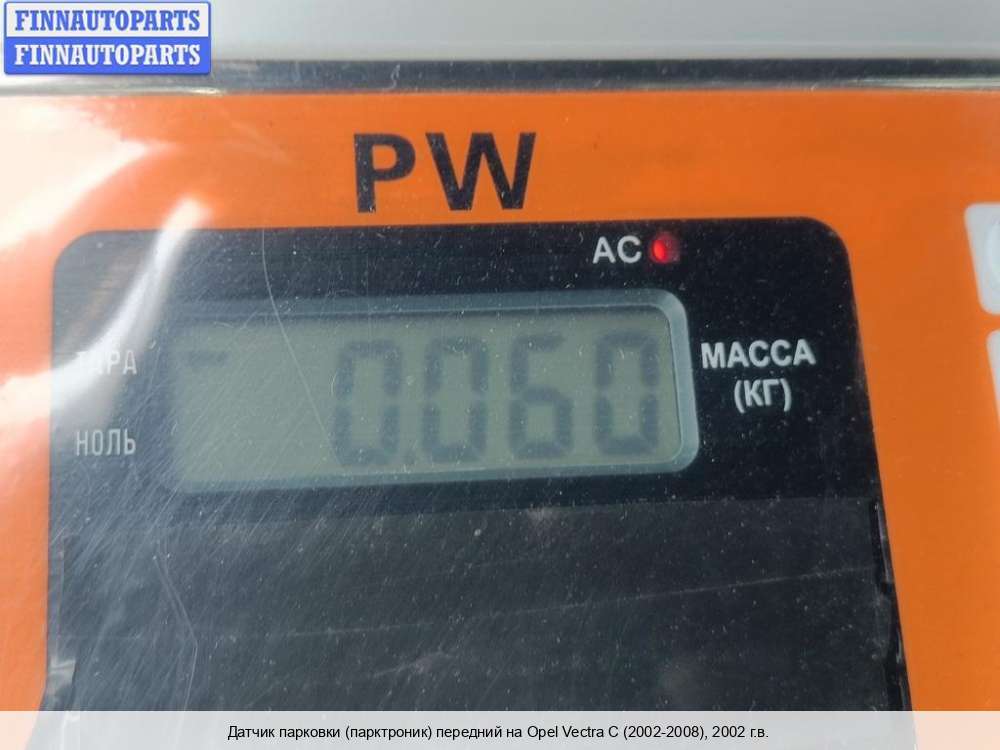 FINNAUTOPARTS
FINNAUTOPARTS
PW
AC
ТАРА
0.060
МАССА
(КГ)
НОЛЬ
Датчик парковки (парктроник) передний на Opel Vectra C (2002-2008), 2002 г.в.